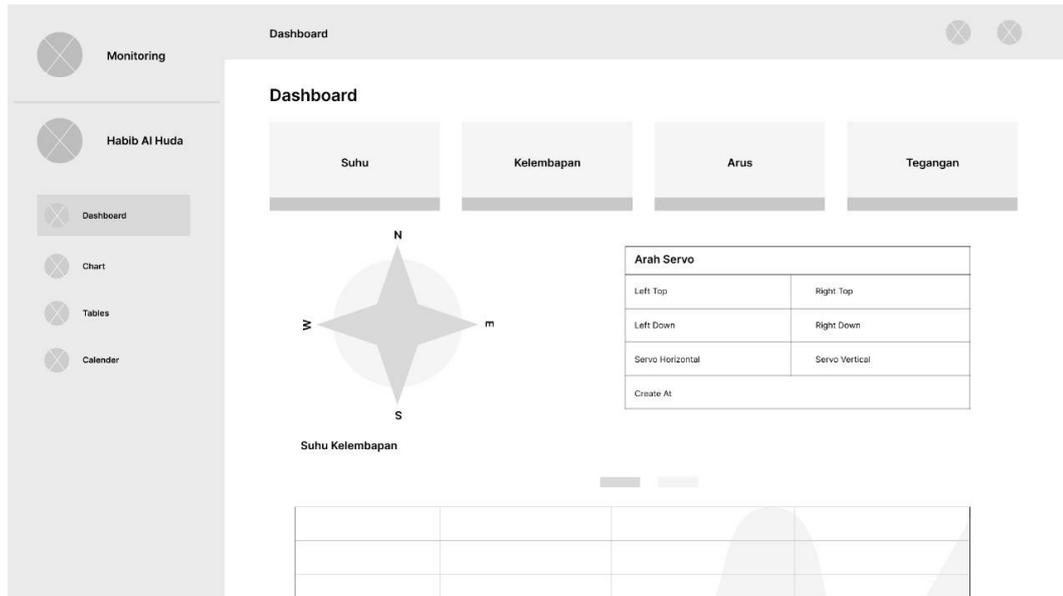 Monitoring
Habib Al Huda
Dashboard
Chart
Tables
Calender
Dashboard
Dashboard
Suhu
Kelembapan
Arus
Tegangan
N
W
E
S
Arah Servo
Left Top
Right Top
Left Down
Right Down
Servo Horizontal
Servo Vertical
Create At
Suhu Kelembapan